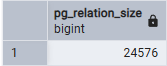 pg_relation_size
bigint
1 24576